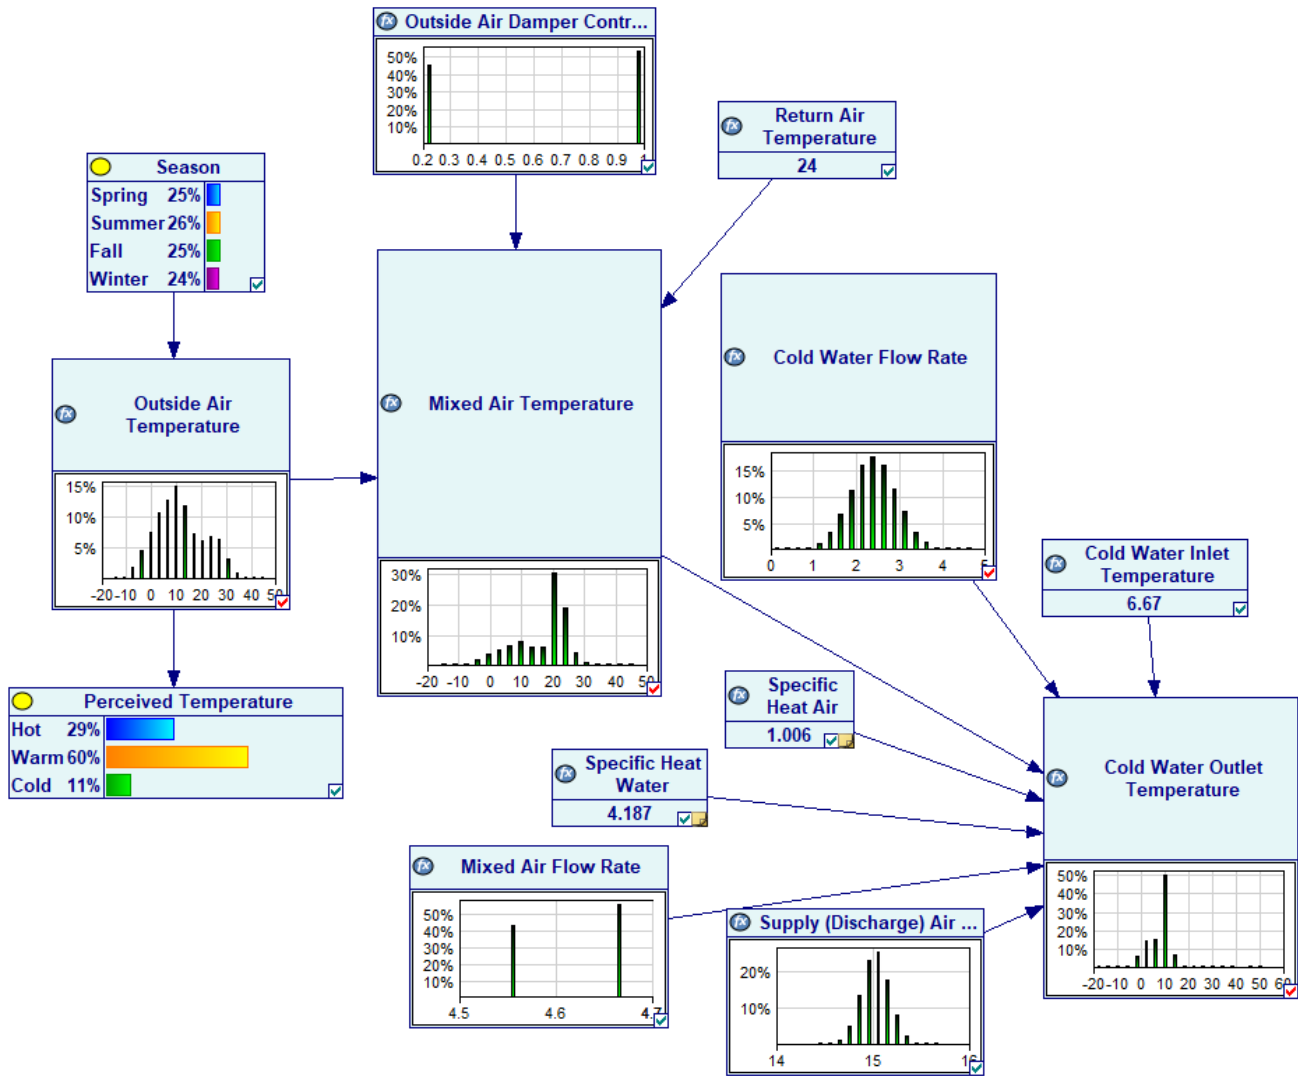 Outside Air Damper Contr...
50%
40%
30%
20%
10%
0.2 0.3 0.4 0.5 0.6 0.7 0.8 0.9 1
Return Air
Temperature
24
Season
Spring 25%
Summer 26%
Fall 25%
Winter 24%
Outside Air
Temperature
15%
10%
5%
-20 -10 0 10 20 30 40 50
Mixed Air Temperature
30%
20%
10%
-20 -10 0 10 20 30 40 50
Cold Water Flow Rate
15%
10%
5%
0 1 2 3 4 5
Cold Water Inlet
Temperature
6.67
Perceived Temperature
Hot 29%
Warm 60%
Cold 11%
Specific
Heat Air
1.006
Specific Heat
Water
4.187
Cold Water Outlet
Temperature
50%
40%
30%
20%
10%
-20 -10 0 10 20 30 40 50 60
Mixed Air Flow Rate
50%
40%
30%
20%
10%
4.5 4.6 4.7
Supply (Discharge) Air ...
20%
10%
14 15 16